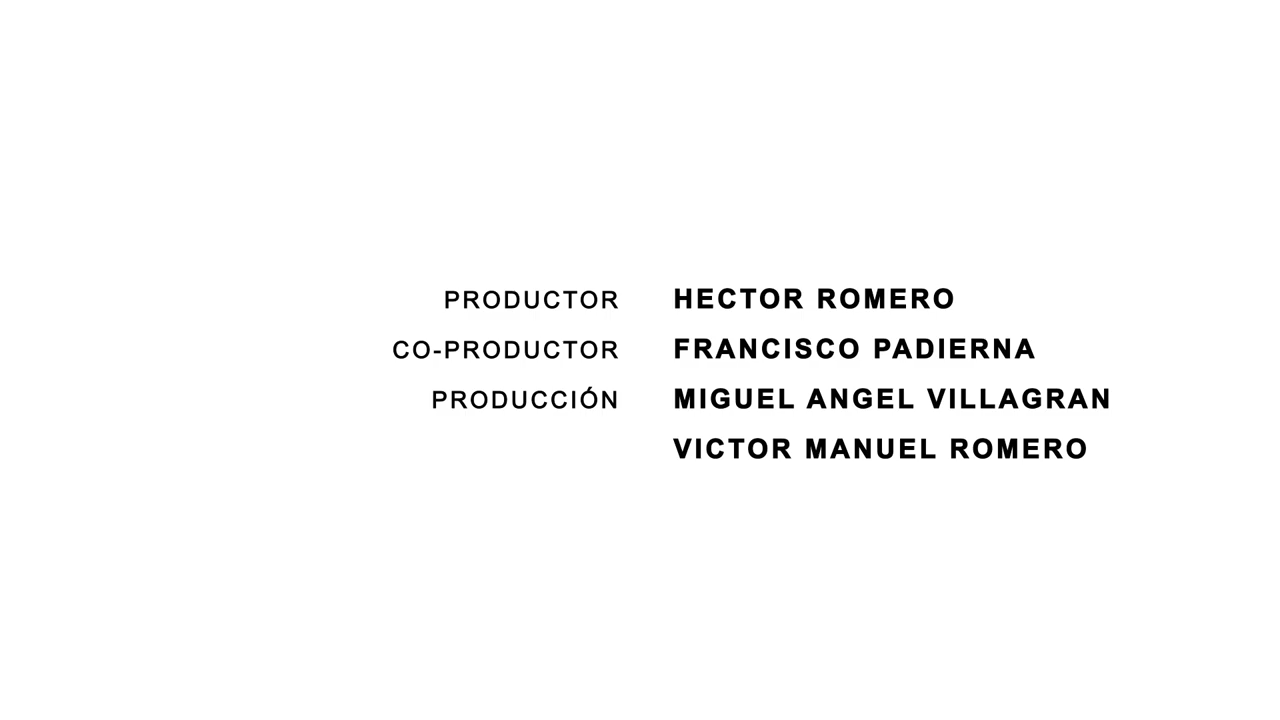 PRODUCTOR HECTOR ROMERO
CO-PRODUCTOR FRANCISCO PADIERNA
PRODUCCIÓN MIGUEL ANGEL VILLAGRAN
VICTOR MANUEL ROMERO